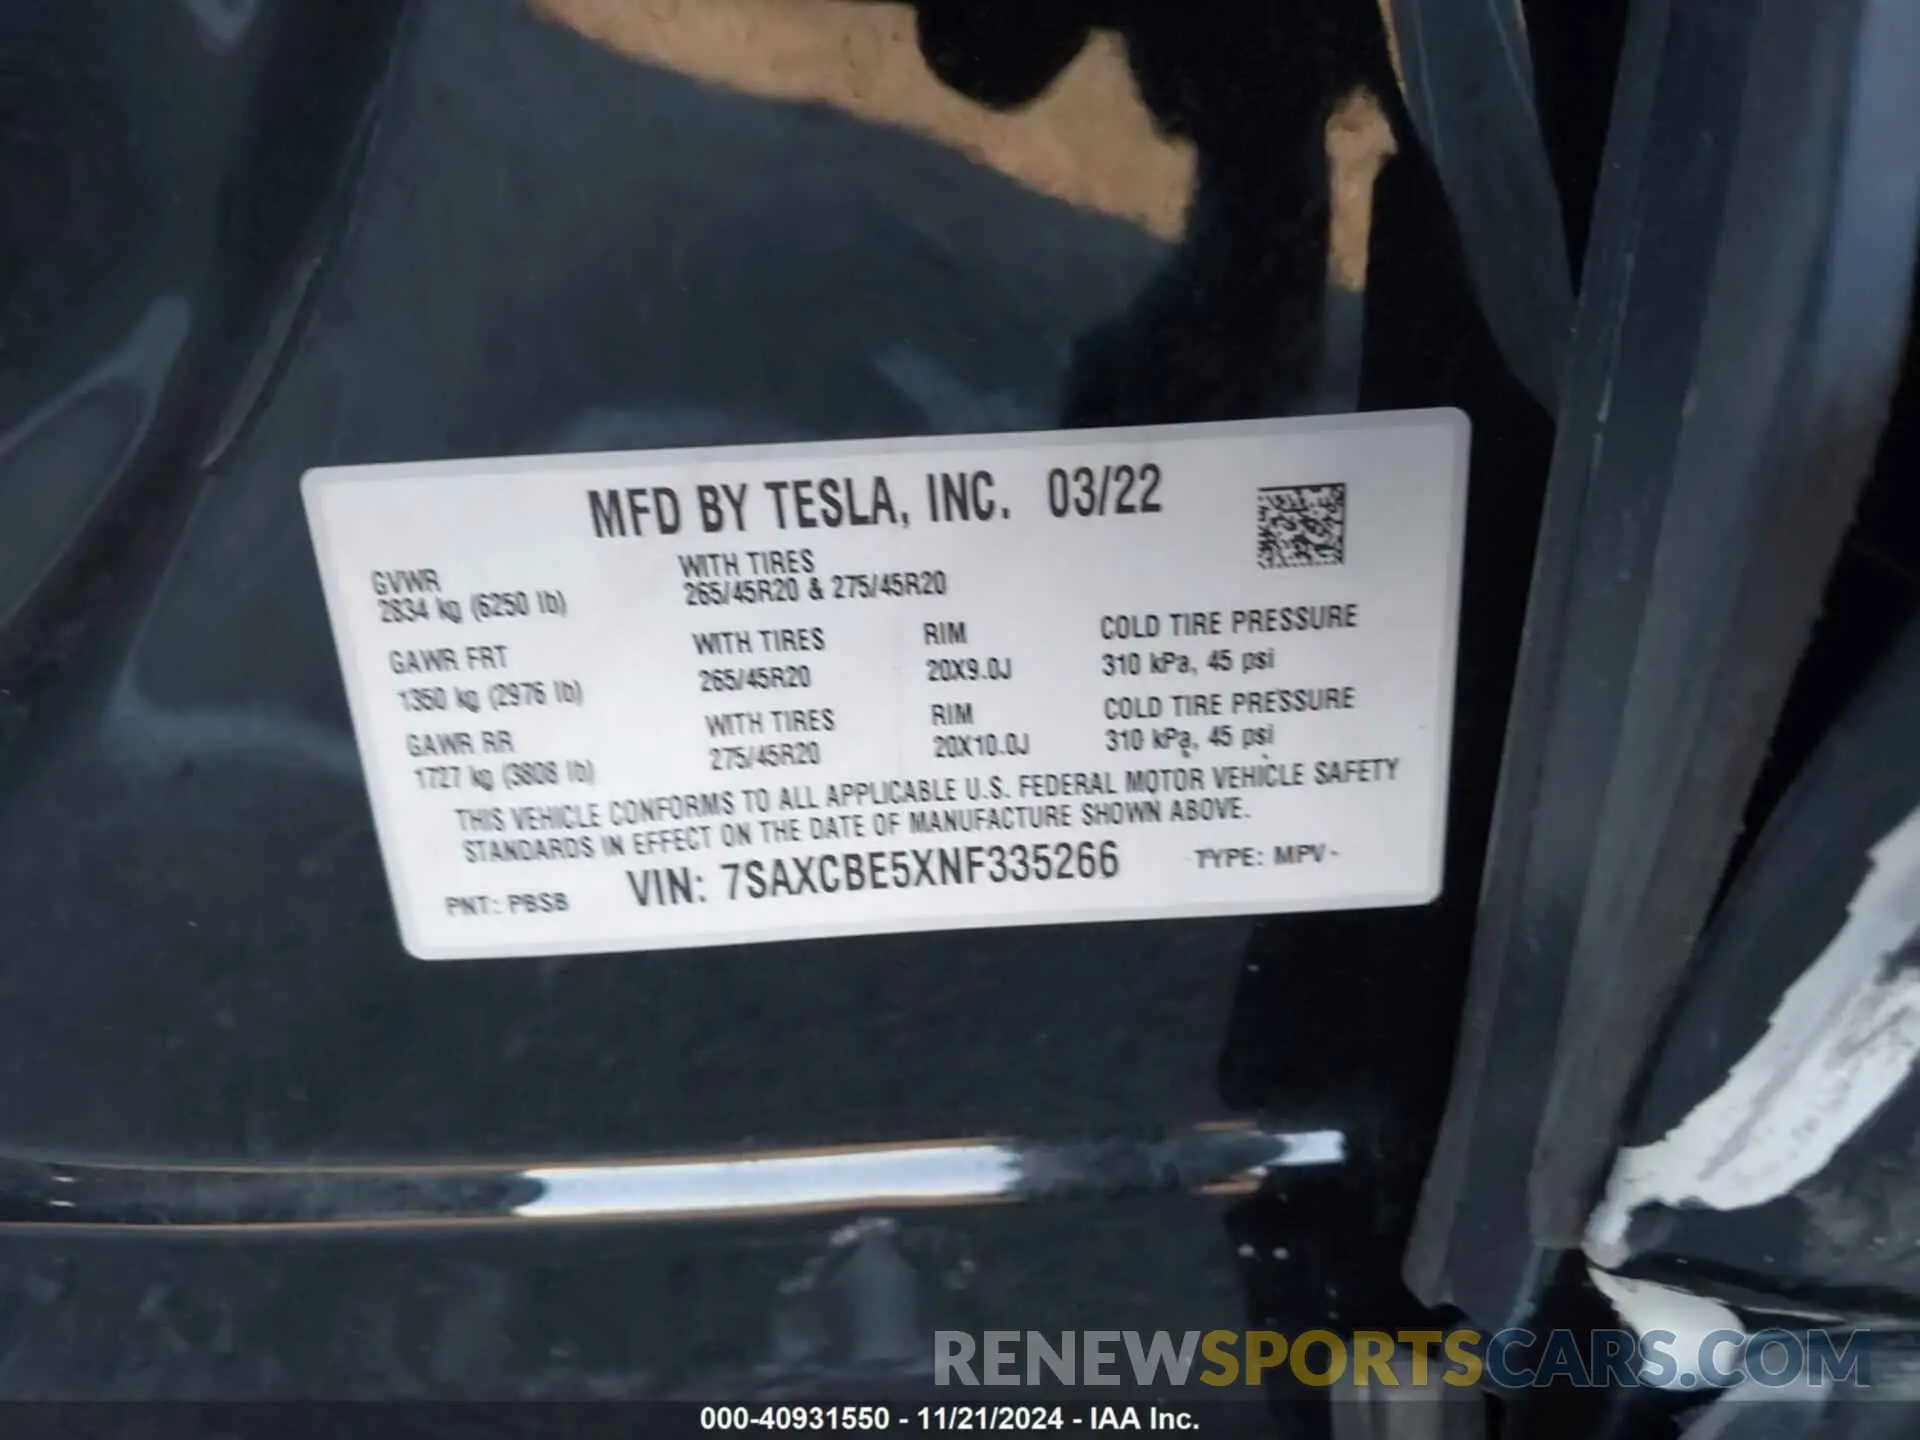 MFD BY TESLA, INC. 03/22
GVWR WITH TIRES
2834 kg (6250 lb) 265/45R20 & 275/45R20
GAWR FRT WITH TIRES RIM COLD TIRE PRESSURE
1350 kg (2976 lb) 265/45R20 20X9.0J 310 kPa, 45 psi
GAWR RR WITH TIRES RIM COLD TIRE PRESSURE
1727 kg (3808 lb) 275/45R20 20X10.0J 310 kPa, 45 psi
THIS VEHICLE CONFORMS TO ALL APPLICABLE U.S. FEDERAL MOTOR VEHICLE SAFETY
STANDARDS IN EFFECT ON THE DATE OF MANUFACTURE SHOWN ABOVE.
PNT: PBSB VIN: 7SAXCBE5XNF335266 TYPE: MPV
RENEWSPORTSCARS.COM
000-40931550 - 11/21/2024 - IAA Inc.